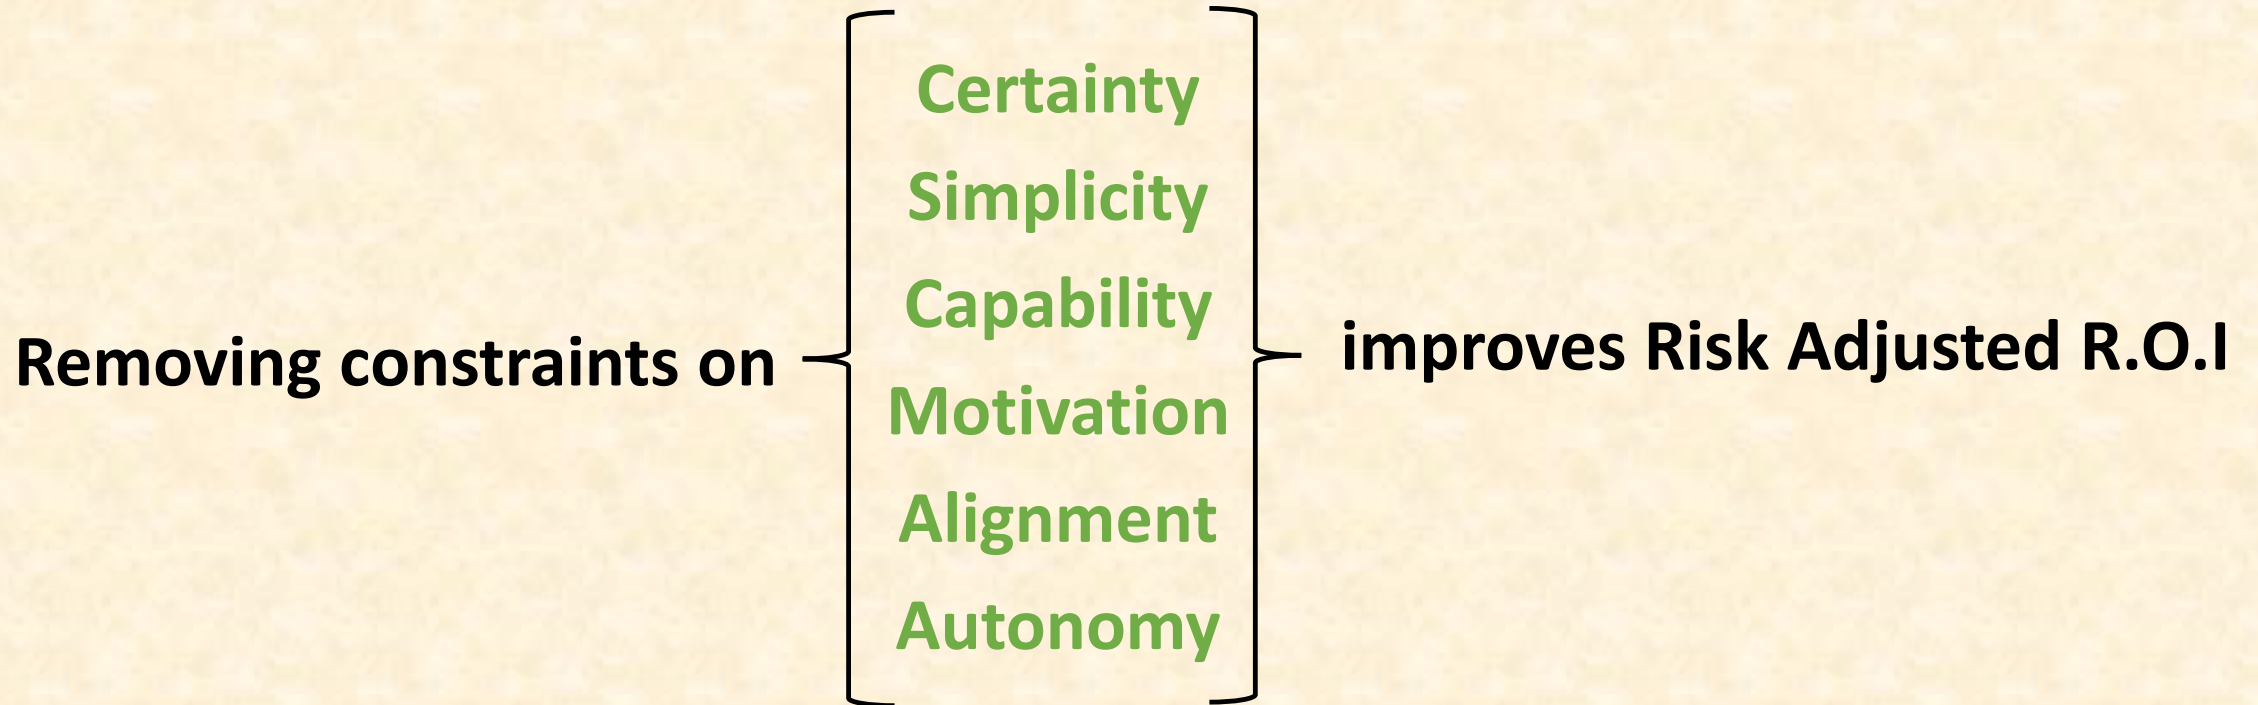 Removing constraints on
Certainty
Simplicity
Capability
Motivation
Alignment
Autonomy
improves Risk Adjusted R.O.I